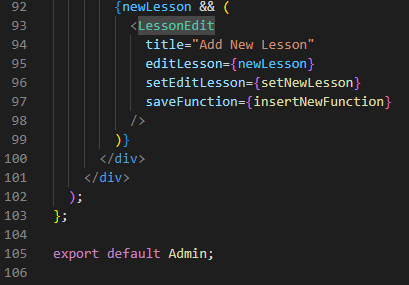 92 {newLesson && (
93 <LessonEdit
94 title="Add New Lesson"
95 editLesson={newLesson}
96 setEditLesson={setNewLesson}
97 saveFunction={insertNewFunction}
98 />
99 )}
100 </div>
101 </div>
102 );
103 };
104
105 export default Admin;
106